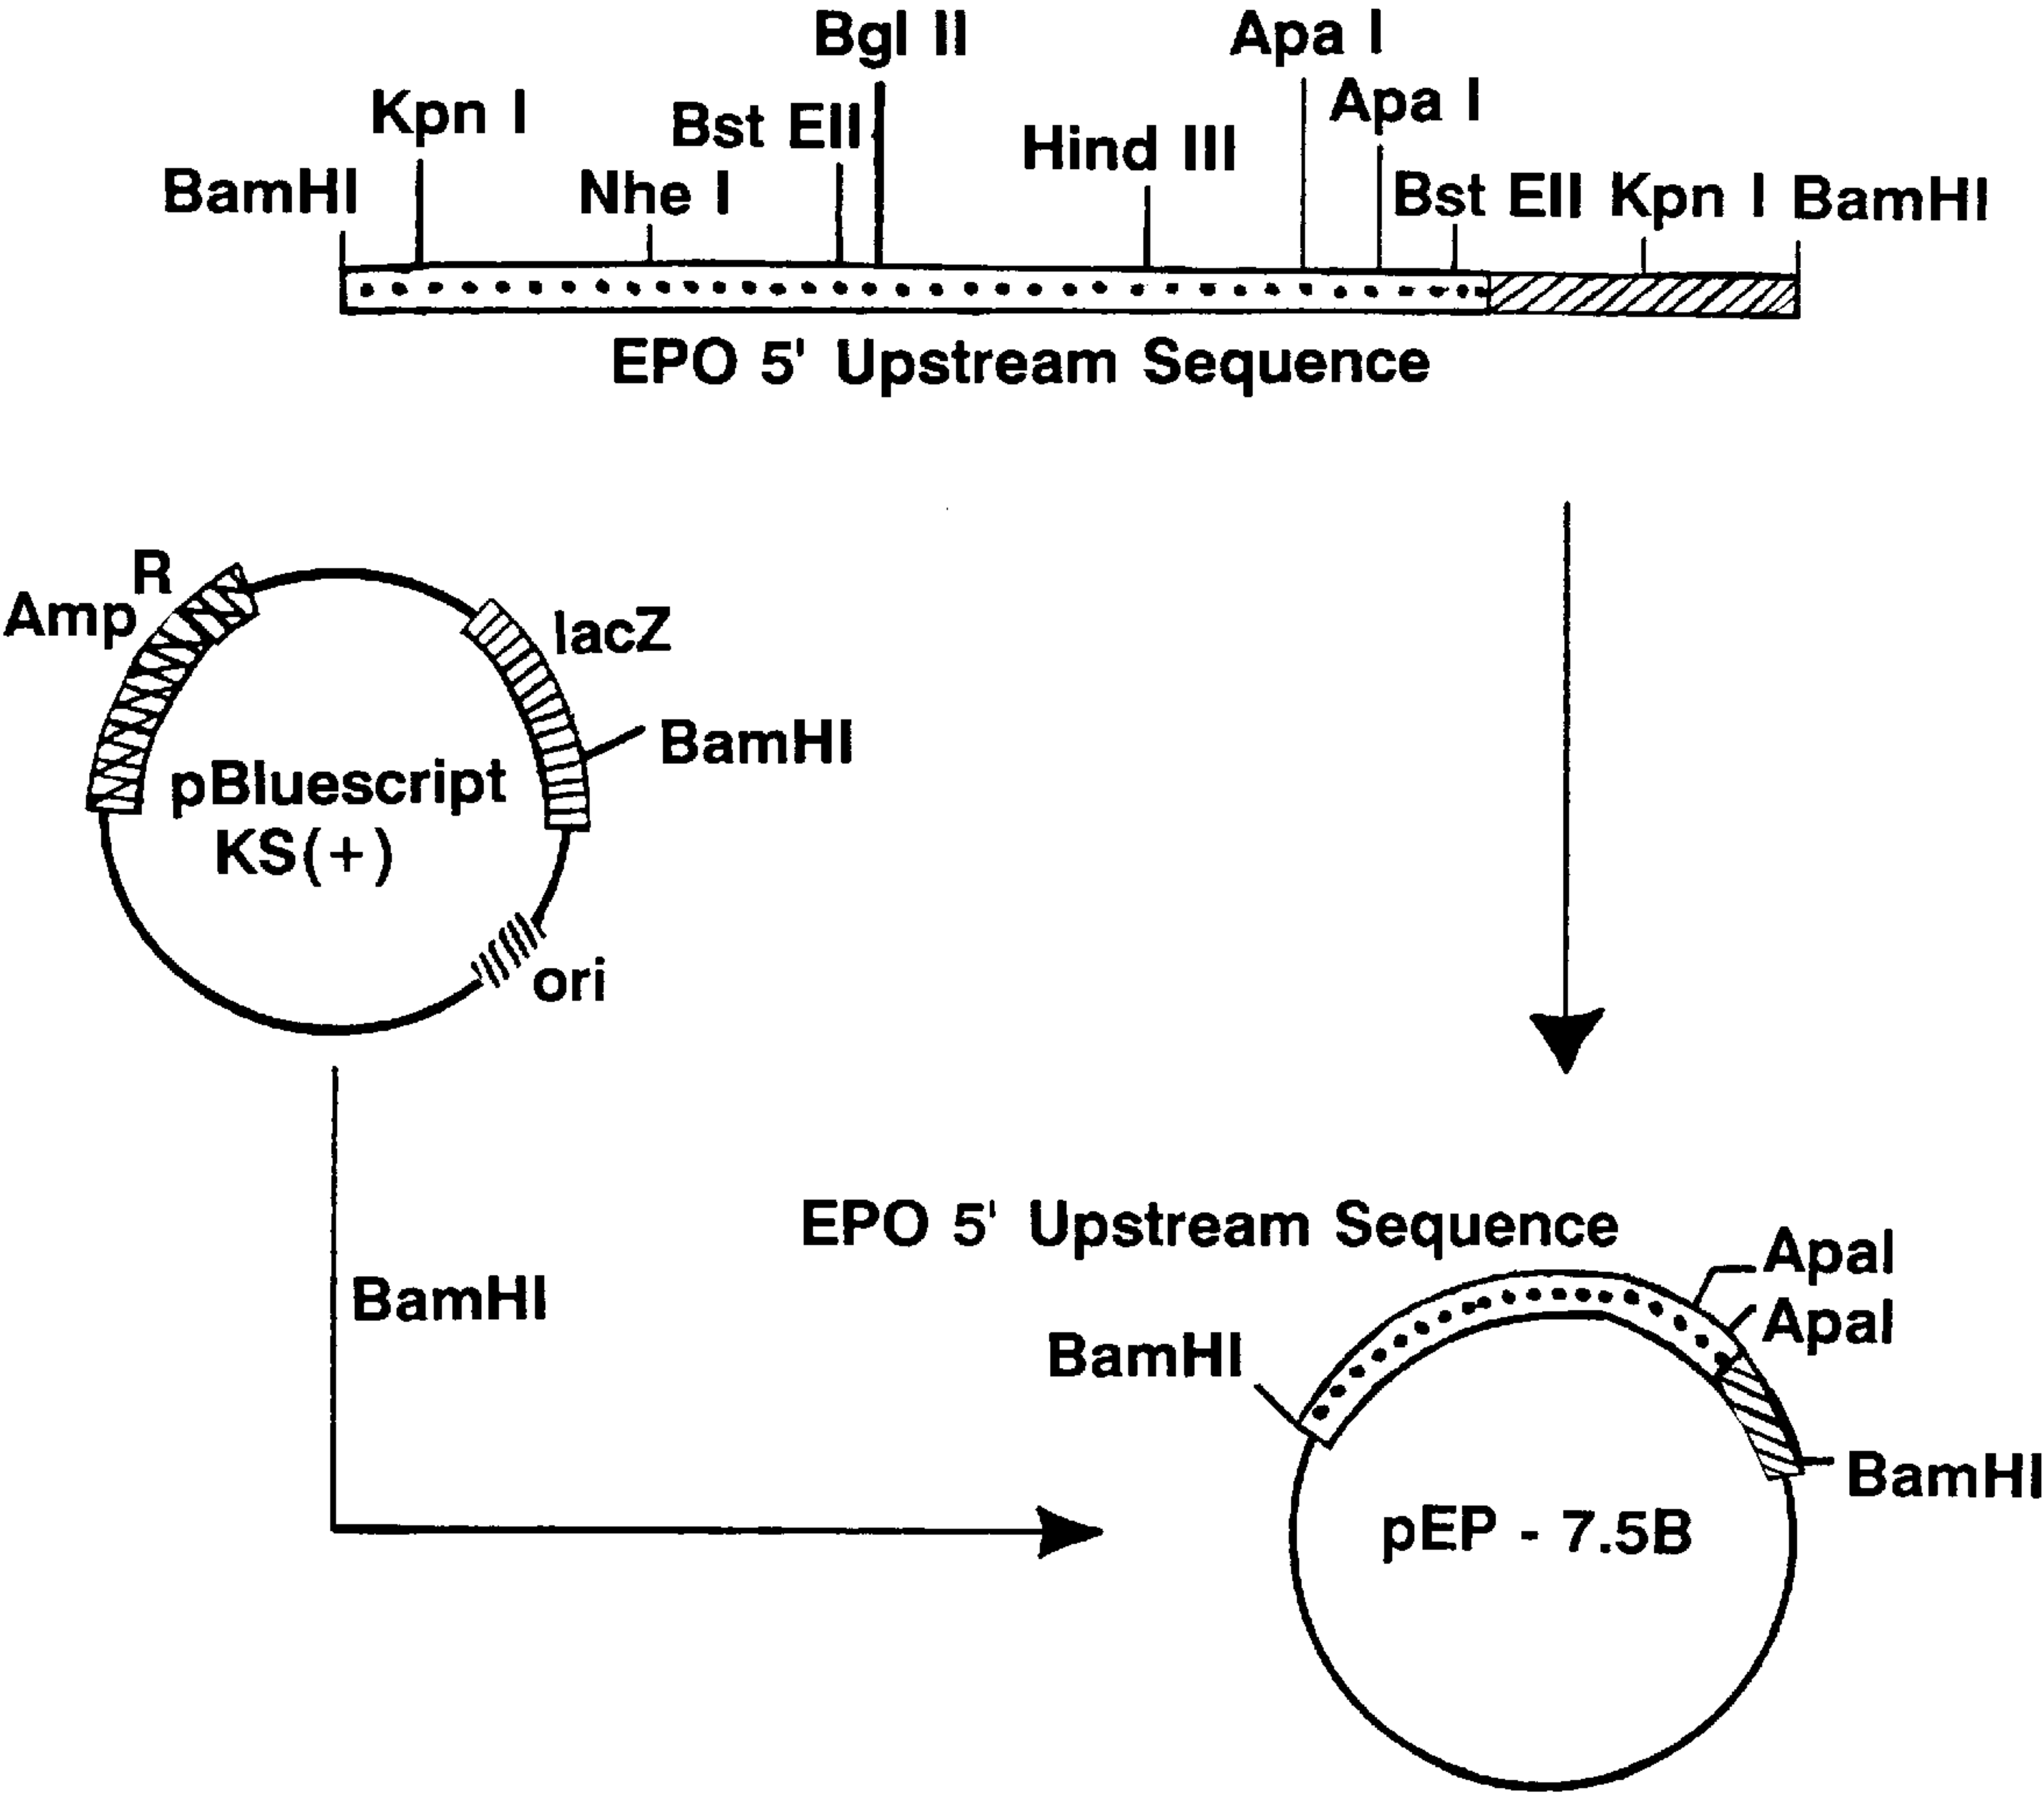 Bgl II
Apa I
Kpn I
Apa I
Bst EII
Hind III
BamHI
Nhe I
Bst EII
Kpn I
BamHI
EPO 5' Upstream Sequence
Amp R
lacZ
BamHI
pBluescript
KS(+)
ori
EPO 5' Upstream Sequence
ApaI
BamHI
ApaI
BamHI
BamHI
pEP - 7.5B